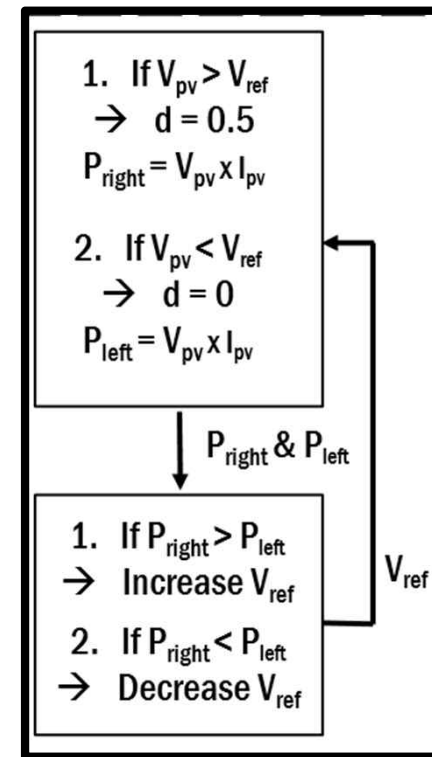 1. If Vpv > Vref
→ d = 0.5
Pright = Vpv x Ipv
2. If Vpv < Vref
→ d = 0
Pleft = Vpv x Ipv
Pright & Pleft
1. If Pright > Pleft
→ Increase Vref
2. If Pright < Pleft
→ Decrease Vref
Vref